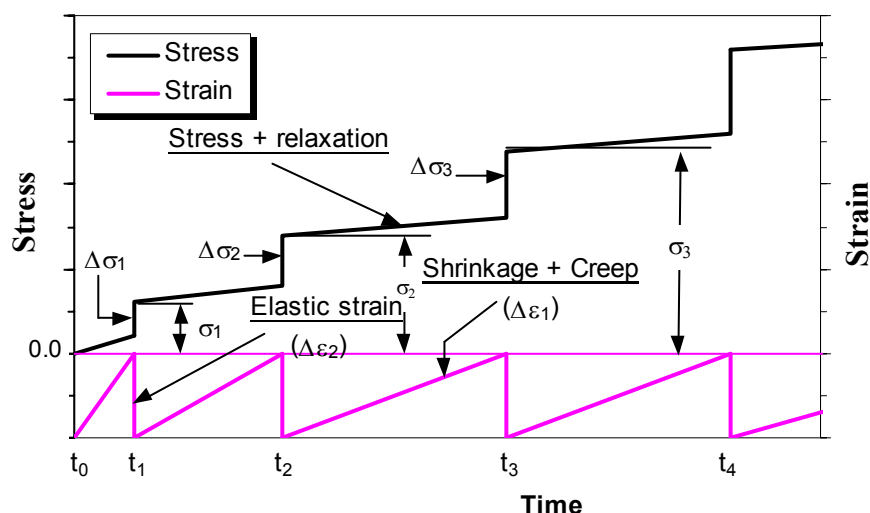 Stress
Strain
Stress + relaxation
Δσ3
Δσ2
Shrinkage + Creep
(Δε1)
σ3
σ2
Δσ1
Elastic strain
(Δε2)
σ1
0.0
t0 t1 t2 t3 t4
Time
Stress
Strain